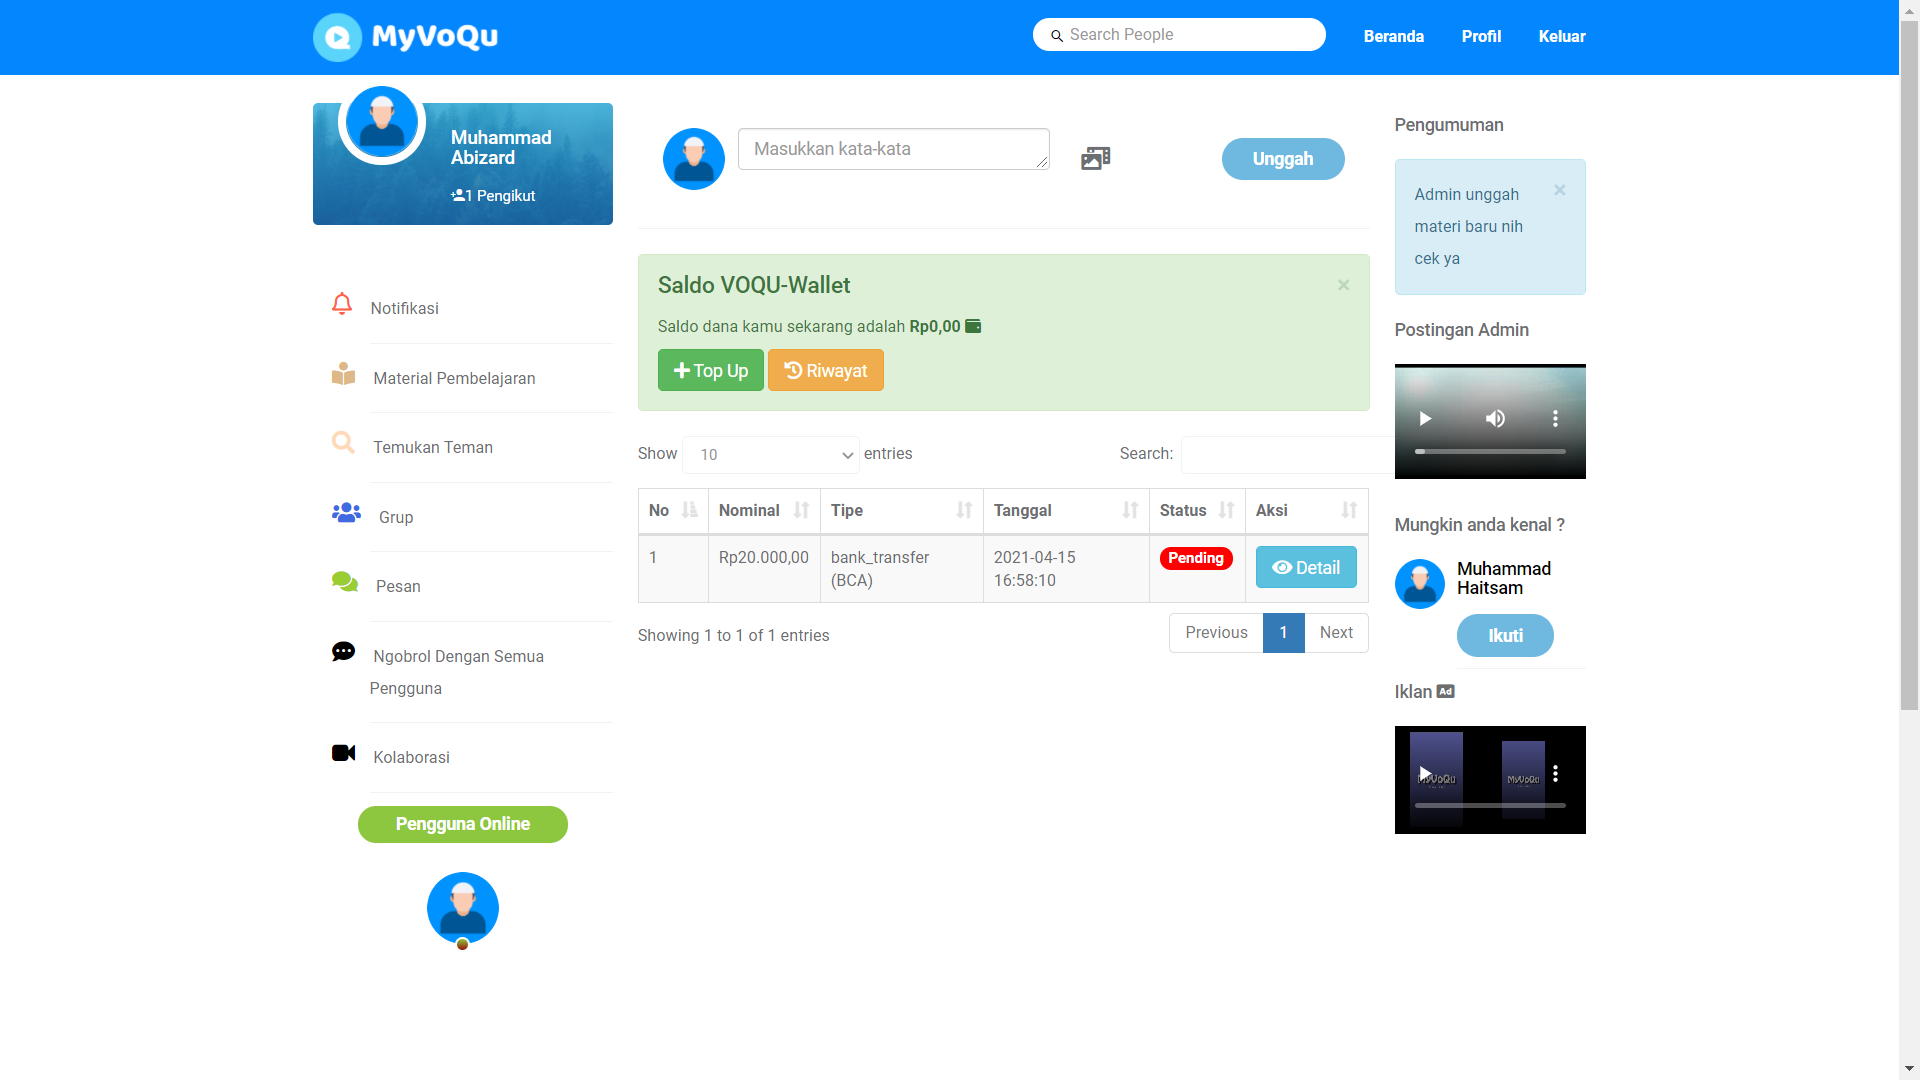 MyVoQu
Search People
Beranda
Profil
Keluar
Muhammad
Abizard
1 Pengikut
Notifikasi
Material Pembelajaran
Temukan Teman
Grup
Pesan
Ngobrol Dengan Semua
Pengguna
Kolaborasi
Pengguna Online
Masukkan kata-kata
Unggah
Saldo VOQU-Wallet
×
Saldo dana kamu sekarang adalah Rp0,00
Top Up
Riwayat
Show 10 entries
Search:
No Nominal Tipe Tanggal Status Aksi
1 Rp20.000,00 bank_transfer 2021-04-15 Pending Detail
(BCA) 16:58:10
Showing 1 to 1 of 1 entries
Previous 1 Next
Pengumuman
Admin unggah ×
materi baru nih
cek ya
Postingan Admin
Mungkin anda kenal ?
Muhammad
Haitsam
Ikuti
Iklan Ad
MyVoQu MyVoQu